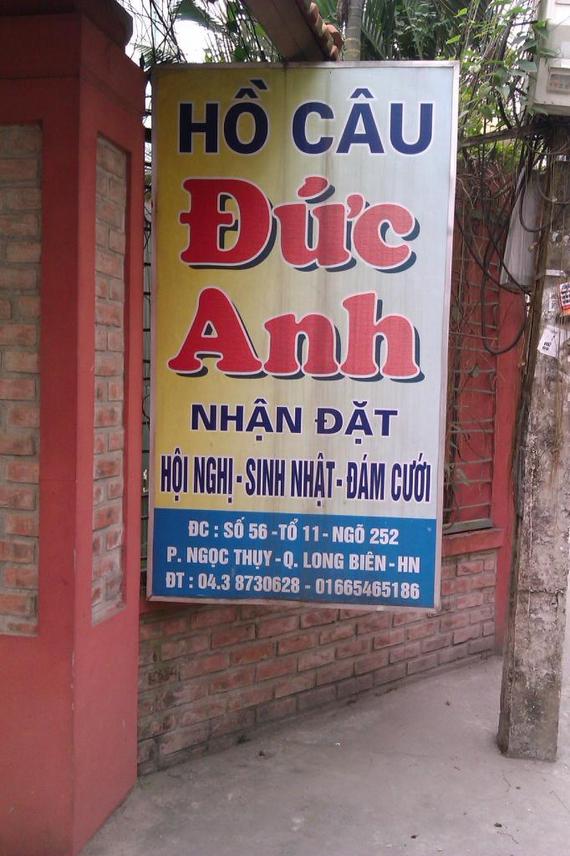 HỒ CÂU
Đức
Anh
NHẬN ĐẶT
HỘI NGHỊ - SINH NHẬT - ĐÁM CƯỚI
ĐC : SỐ 56 - TỔ 11 - NGÕ 252
P. NGỌC THỤY - Q. LONG BIÊN - HN
ĐT : 04.3 8730628 - 01665465186